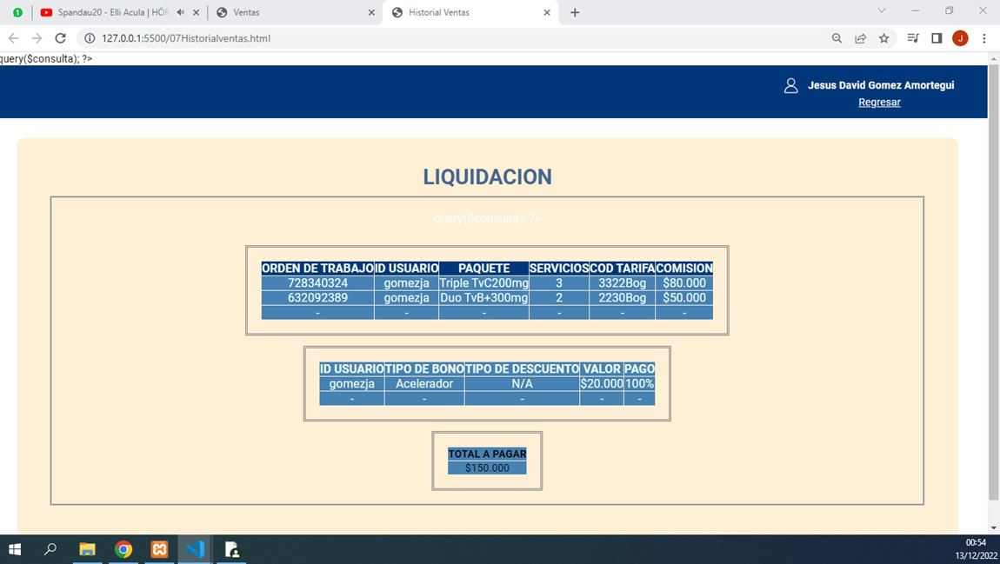 1
Spandau20 - Elli Acula | HÖR
Ventas
Historial Ventas
127.0.0.1:5500/07Historialventas.html
J
query($consulta); ?>
Jesus David Gomez Amortegui
Regresar
LIQUIDACION
query($consulta); ?>
ORDEN DE TRABAJO ID USUARIO PAQUETE SERVICIOS COD TARIFA COMISION
728340324 gomezja Triple TvC200mg 3 3322Bog $80.000
632092389 gomezja Duo TvB+300mg 2 2230Bog $50.000
- - - - - -
ID USUARIO TIPO DE BONO TIPO DE DESCUENTO VALOR PAGO
gomezja Acelerador N/A $20.000 100%
- - - - -
TOTAL A PAGAR
$150.000
00:54
13/12/2022